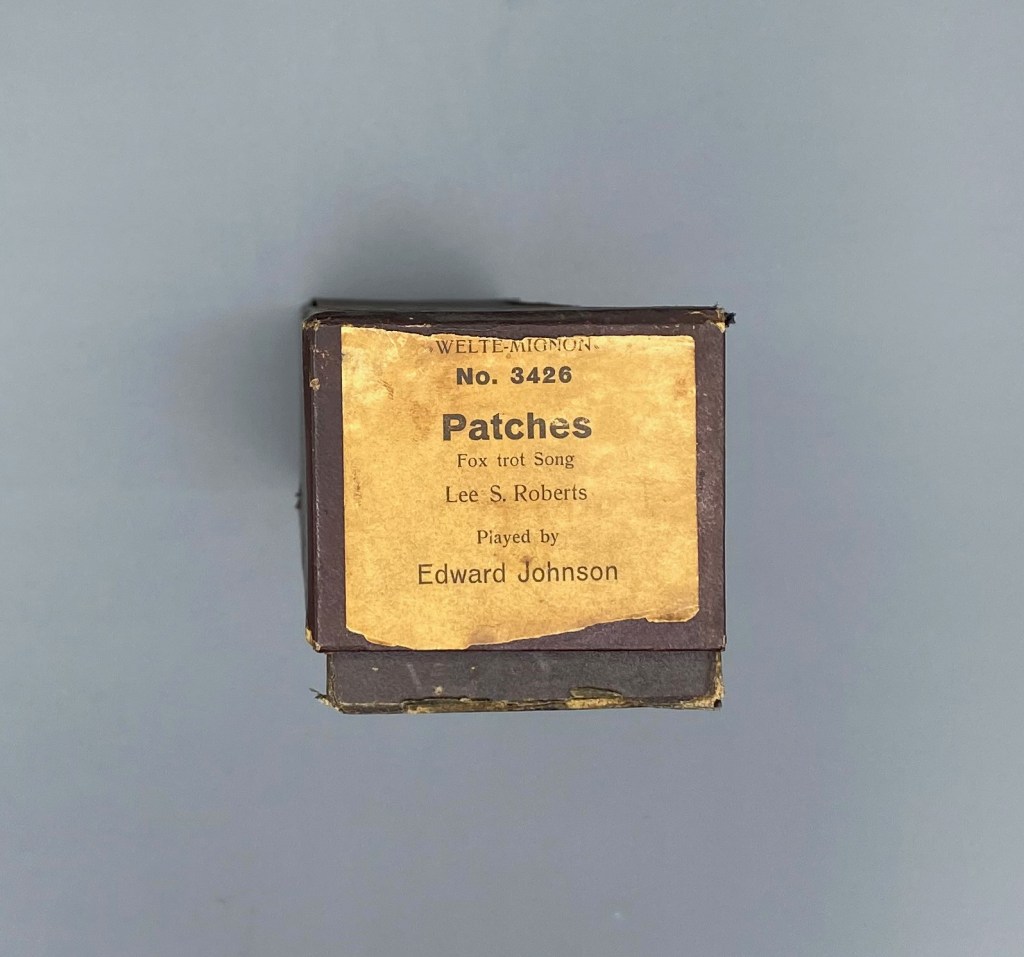 WELTE-MIGNON
No. 3426
Patches
Fox trot Song
Lee S. Roberts
Played by
Edward Johnson